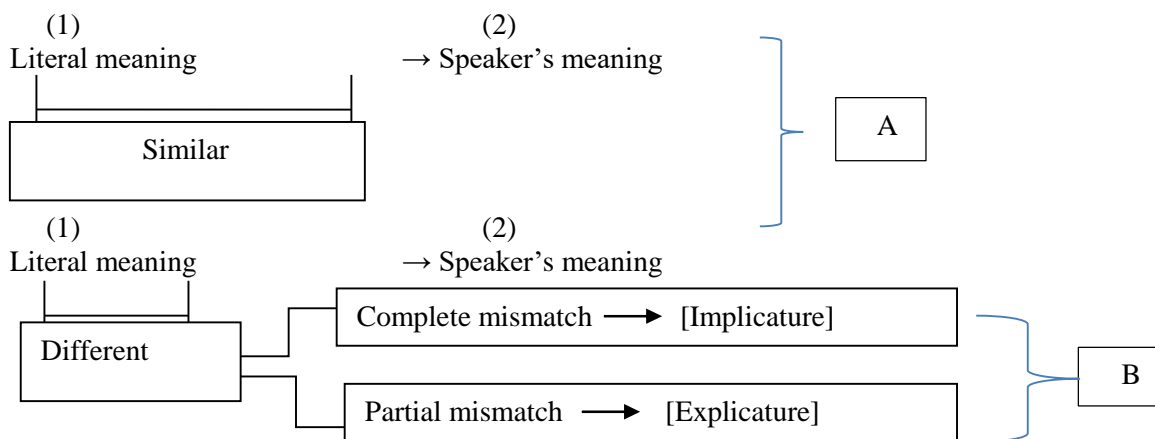 (1) (2)
Literal meaning → Speaker’s meaning
A
Similar
(1) (2)
Literal meaning → Speaker’s meaning
Complete mismatch → [Implicature]
Different
B
Partial mismatch → [Explicature]